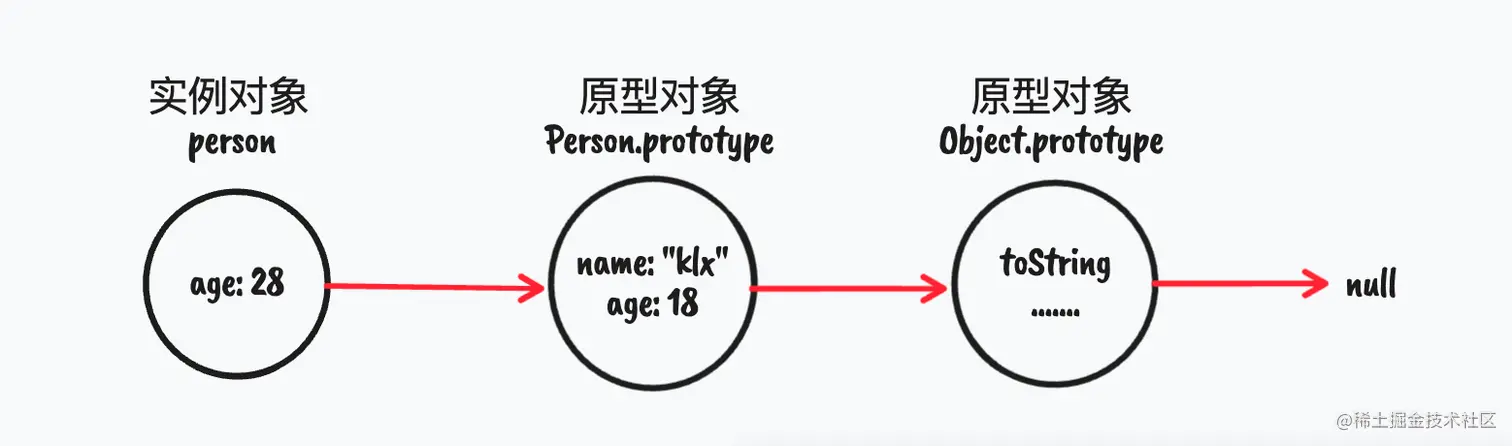 实例对象
person
原型对象
Person.prototype
原型对象
Object.prototype
age: 28
name: "klx"
age: 18
toString
.......
null
@稀土掘金技术社区